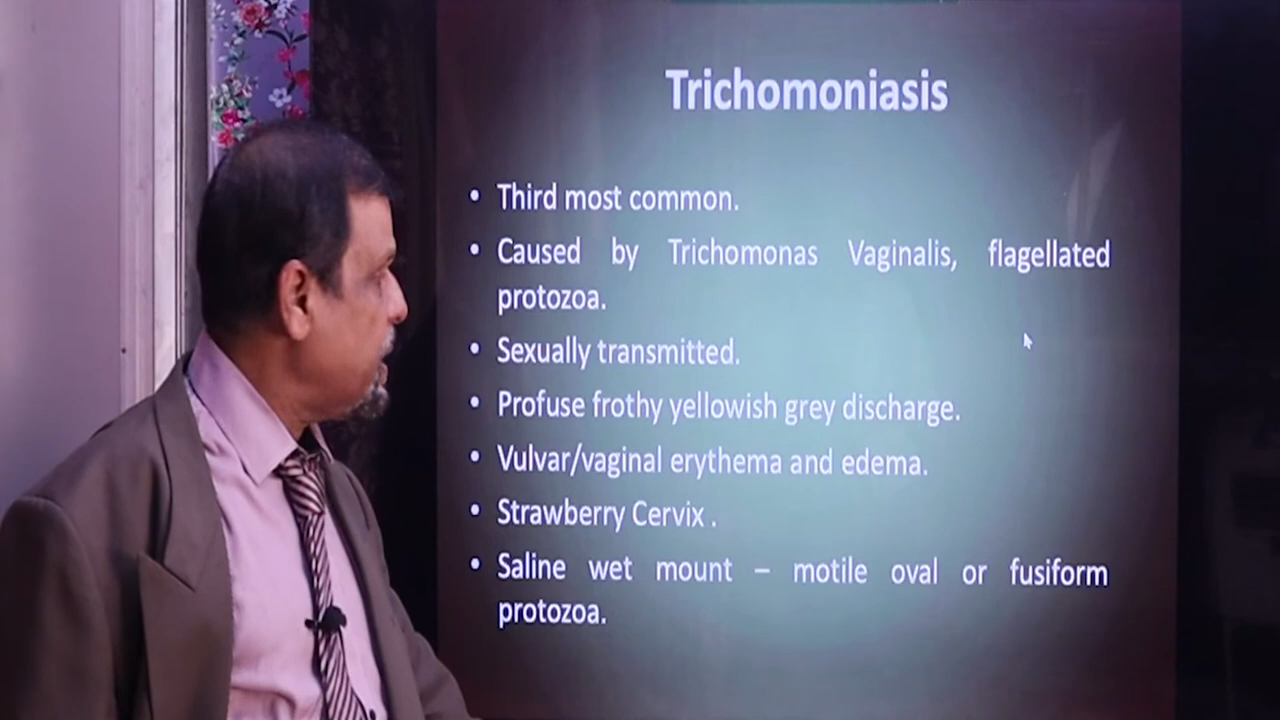 Trichomoniasis
• Third most common.
• Caused by Trichomonas Vaginalis, flagellated
protozoa.
• Sexually transmitted.
• Profuse frothy yellowish grey discharge.
• Vulvar/vaginal erythema and edema.
• Strawberry Cervix .
• Saline wet mount – motile oval or fusiform
protozoa.